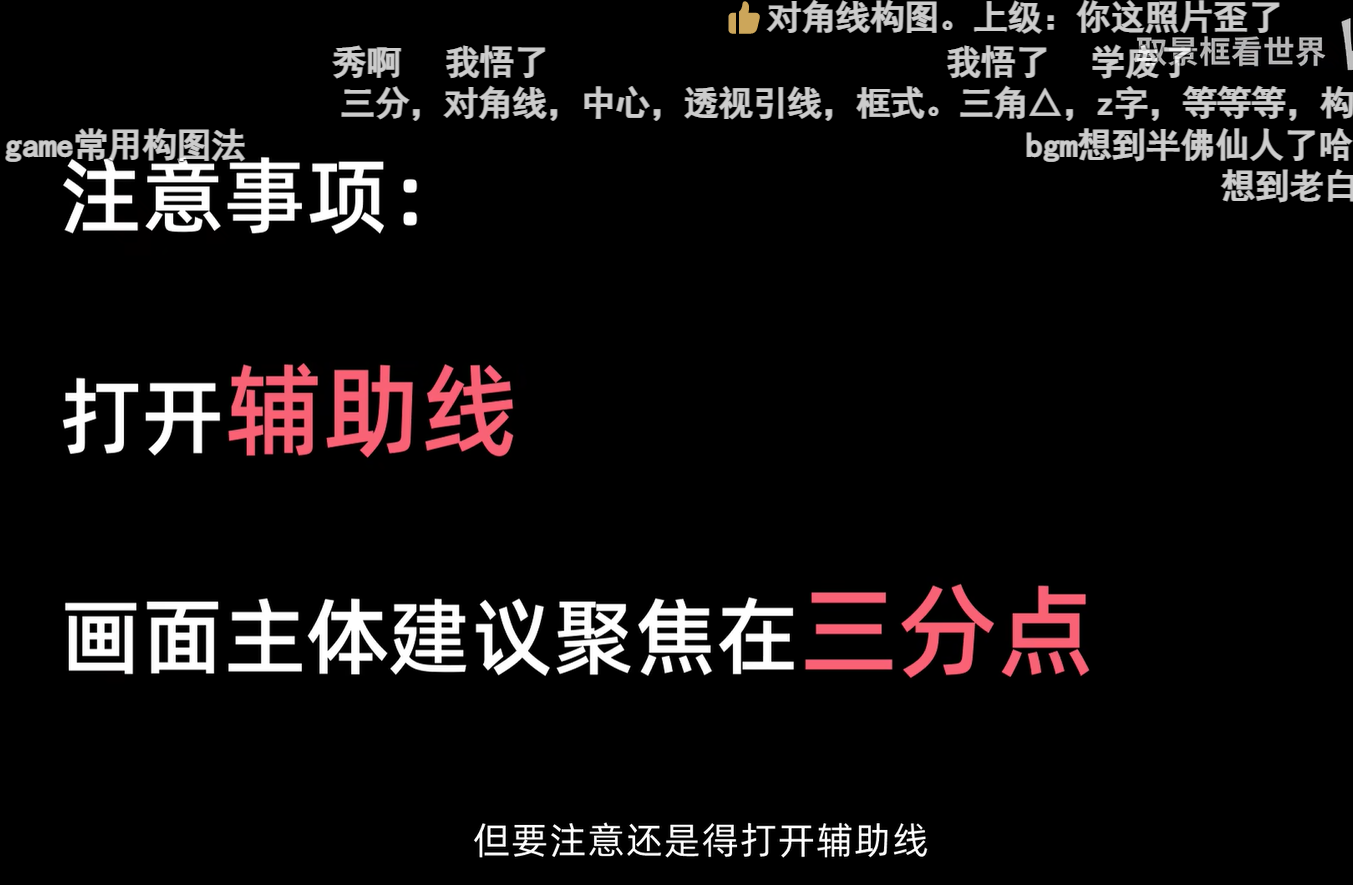 对角线构图。上级：你这照片歪了
取景框看世界
秀啊
我悟了
我悟了
学废了
三分，对角线，中心，透视引线，框式。三角△，z字，等等等，构
game常用构图法
bgm想到半佛仙人了哈
想到老白
注意事项：
打开辅助线
画面主体建议聚焦在三分点
但要注意还是得打开辅助线